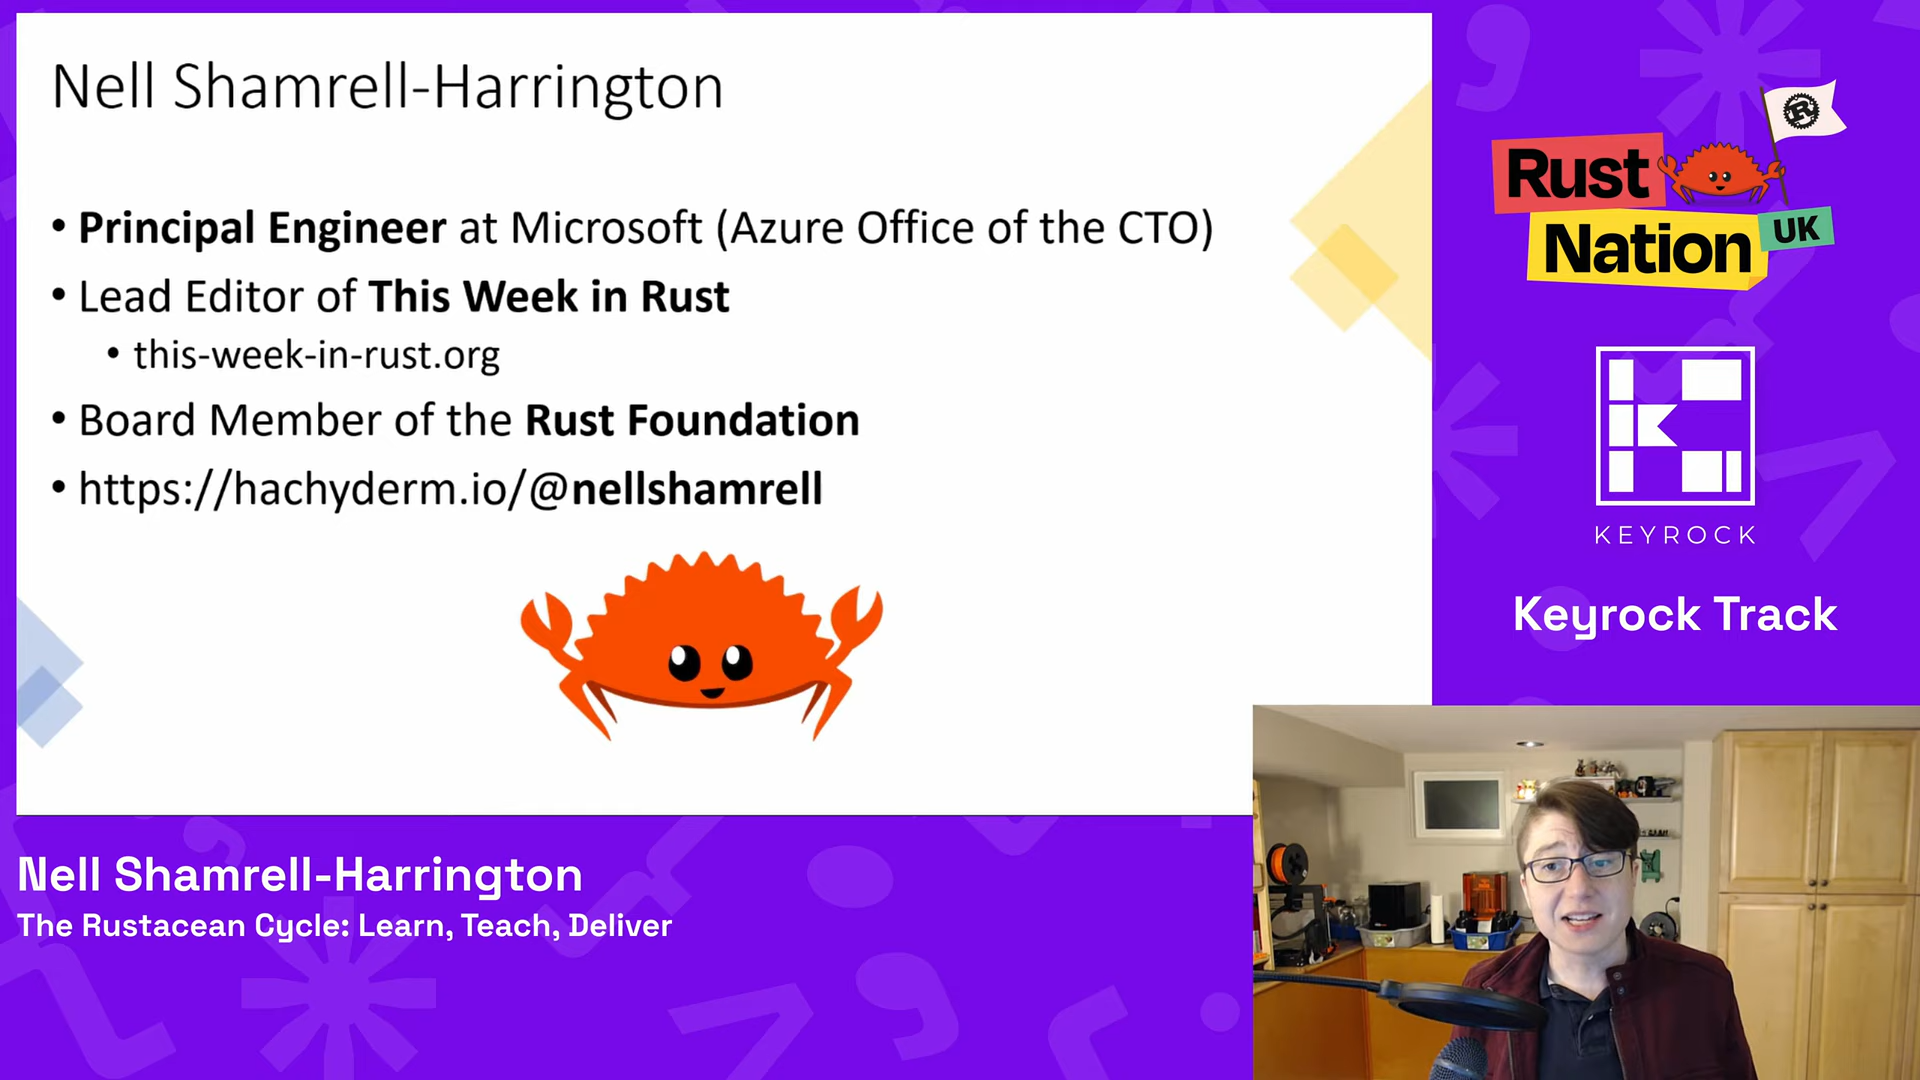 Nell Shamrell-Harrington
• Principal Engineer at Microsoft (Azure Office of the CTO)
• Lead Editor of This Week in Rust
• this-week-in-rust.org
• Board Member of the Rust Foundation
• https://hachyderm.io/@nellshamrell
R
Rust
Nation
UK
K
KEYROCK
Keyrock Track
Nell Shamrell-Harrington
The Rustacean Cycle: Learn, Teach, Deliver